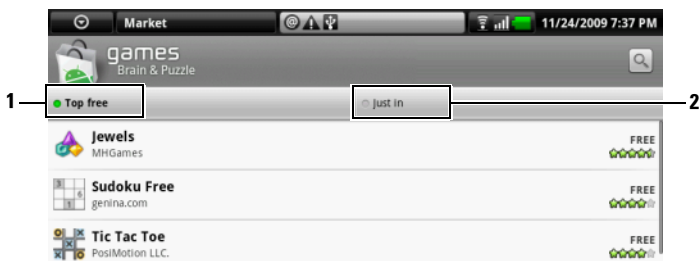 Market
11/24/2009 7:37 PM
games
Brain & Puzzle
1
Top free
Just in
2
Jewels
MHGames
FREE
Sudoku Free
genina.com
FREE
Tic Tac Toe
PosiMotion LLC.
FREE